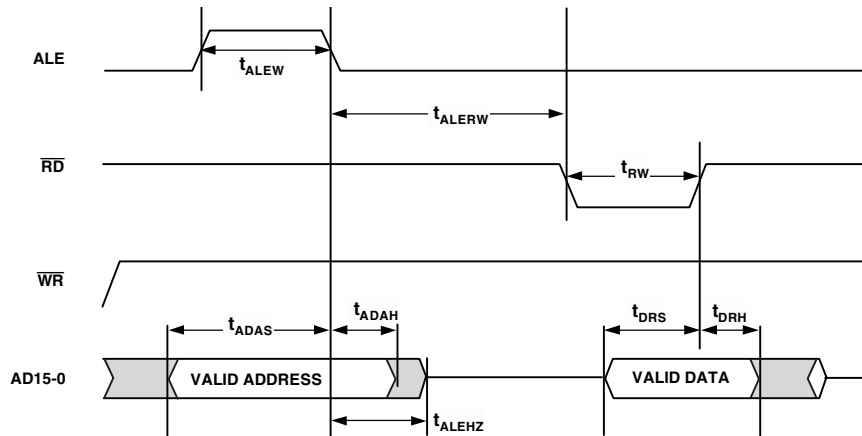 ALE
tALEW
tALERW
RD
tRW
WR
tADAS
tADAH
tDRS
tDRH
AD15-0
VALID ADDRESS
VALID DATA
tALEHZ